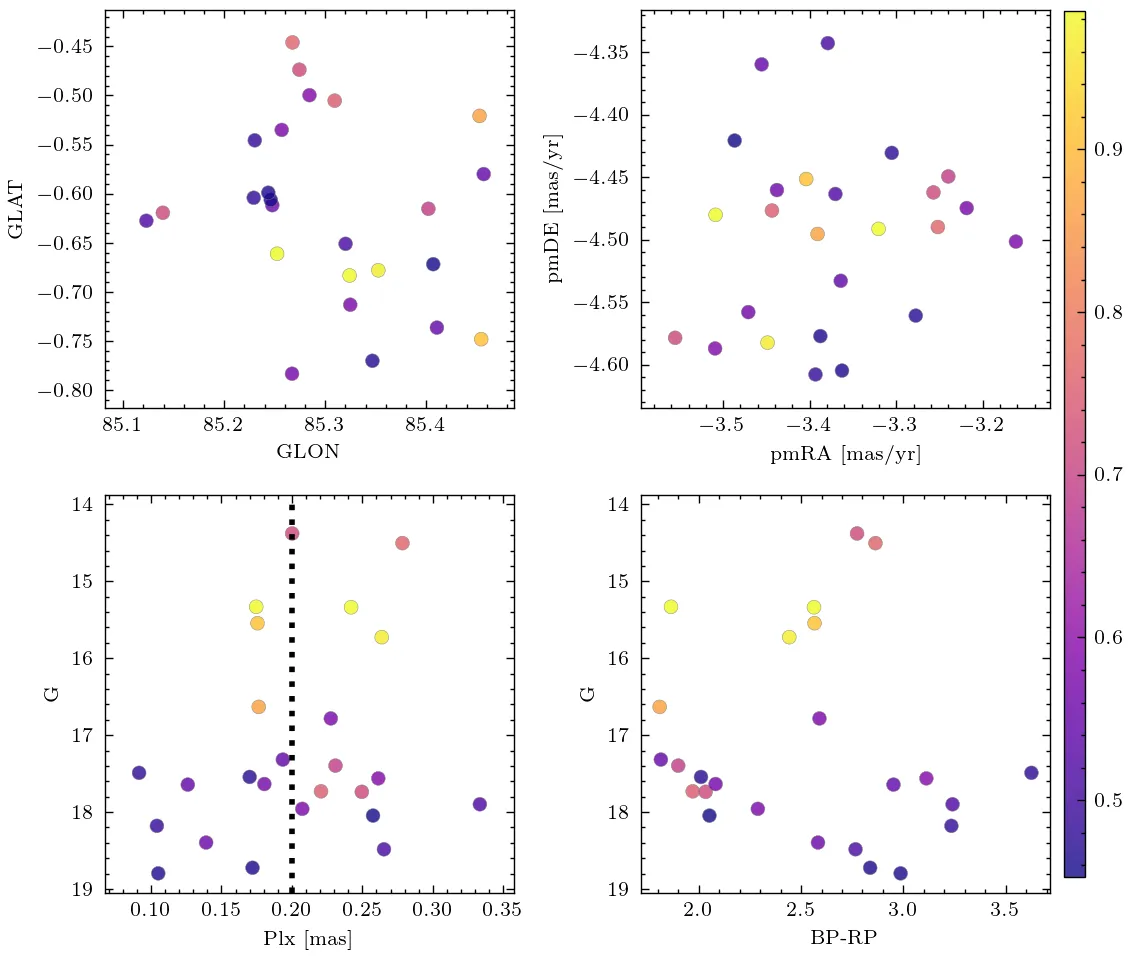 −0.45
−0.50
−0.55
−0.60
−0.65
−0.70
−0.75
−0.80
GLAT
85.1 85.2 85.3 85.4
GLON
−4.35
−4.40
−4.45
−4.50
−4.55
−4.60
pmDE [mas/yr]
−3.5 −3.4 −3.3 −3.2
pmRA [mas/yr]
0.9
0.8
0.7
0.6
0.5
14
15
16
17
18
19
G
0.10 0.15 0.20 0.25 0.30 0.35
Plx [mas]
14
15
16
17
18
19
G
2.0 2.5 3.0 3.5
BP-RP